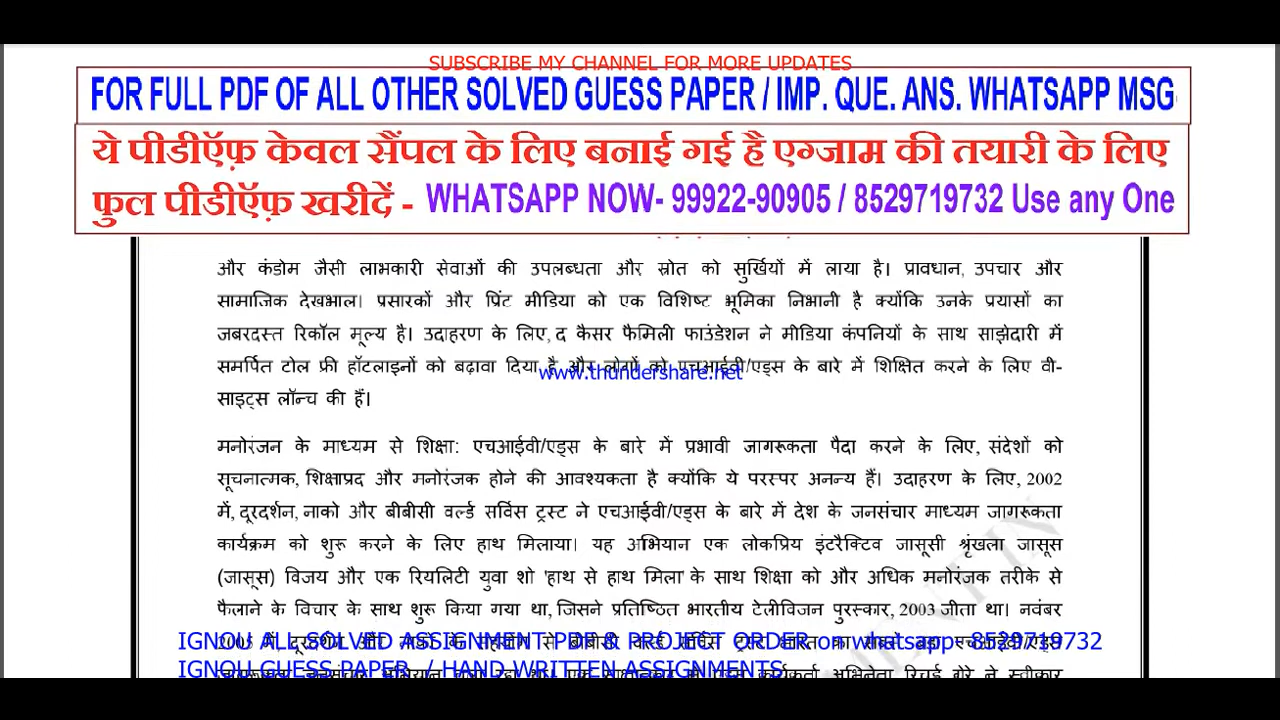 SUBSCRIBE MY CHANNEL FOR MORE UPDATES
FOR FULL PDF OF ALL OTHER SOLVED GUESS PAPER / IMP. QUE. ANS. WHATSAPP MSG
ये पीडीऍफ़ केवल सैंपल के लिए बनाई गई है एग्जाम की तयारी के लिए
फुल पीडीऍफ़ खरीदें - WHATSAPP NOW- 99922-90905 / 8529719732 Use any One
और कंडोम जैसी लाभकारी सेवाओं की उपलब्धता और स्रोत को सुर्खियों में लाया है। प्रावधान, उपचार और
सामाजिक देखभाल। प्रसारकों और प्रिंट मीडिया को एक विशिष्ट भूमिका निभानी है क्योंकि उनके प्रयासों का
जबरदस्त रिकॉल मूल्य है। उदाहरण के लिए, द कैसर फैमिली फाउंडेशन ने मीडिया कंपनियों के साथ साझेदारी में
समर्पित टोल फ्री हॉटलाइनों को बढ़ावा दिया है और लोगों को एचआईवी/एड्स के बारे में शिक्षित करने के लिए वी-
www.thundershare.net
साइट्स लॉन्च की हैं।
मनोरंजन के माध्यम से शिक्षा: एचआईवी/एड्स के बारे में प्रभावी जागरूकता पैदा करने के लिए, संदेशों को
सूचनात्मक, शिक्षाप्रद और मनोरंजक होने की आवश्यकता है क्योंकि ये परस्पर अनन्य हैं। उदाहरण के लिए, 2002
में, दूरदर्शन, नाको और बीबीसी वर्ल्ड सर्विस ट्रस्ट ने एचआईवी/एड्स के बारे में देश के जनसंचार माध्यम जागरूकता
कार्यक्रम को शुरू करने के लिए हाथ मिलाया। यह अभियान एक लोकप्रिय इंटरैक्टिव जासूसी श्रृंखला जासूस
(जासूस) विजय और एक रियलिटी युवा शो 'हाथ से हाथ मिला' के साथ शिक्षा को और अधिक मनोरंजक तरीके से
फैलाने के विचार के साथ शुरू किया गया था, जिसने प्रतिष्ठित भारतीय टेलीविजन पुरस्कार, 2003 जीता था। नवंबर
IGNOU ALL SOLVED ASSIGNMENT PDF & PROJECT ORDER on whatsapp- 8529719732
IGNOU GUESS PAPER / HAND WRITTEN ASSIGNMENTS